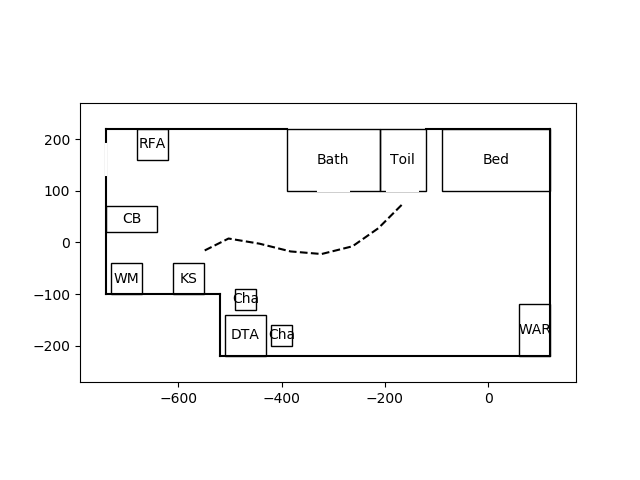 200
RFA
Bath
Toil
Bed
100
CB
0
WM
KS
Cha
−100
DTA
Cha
WAR
−200
−600
−400
−200
0